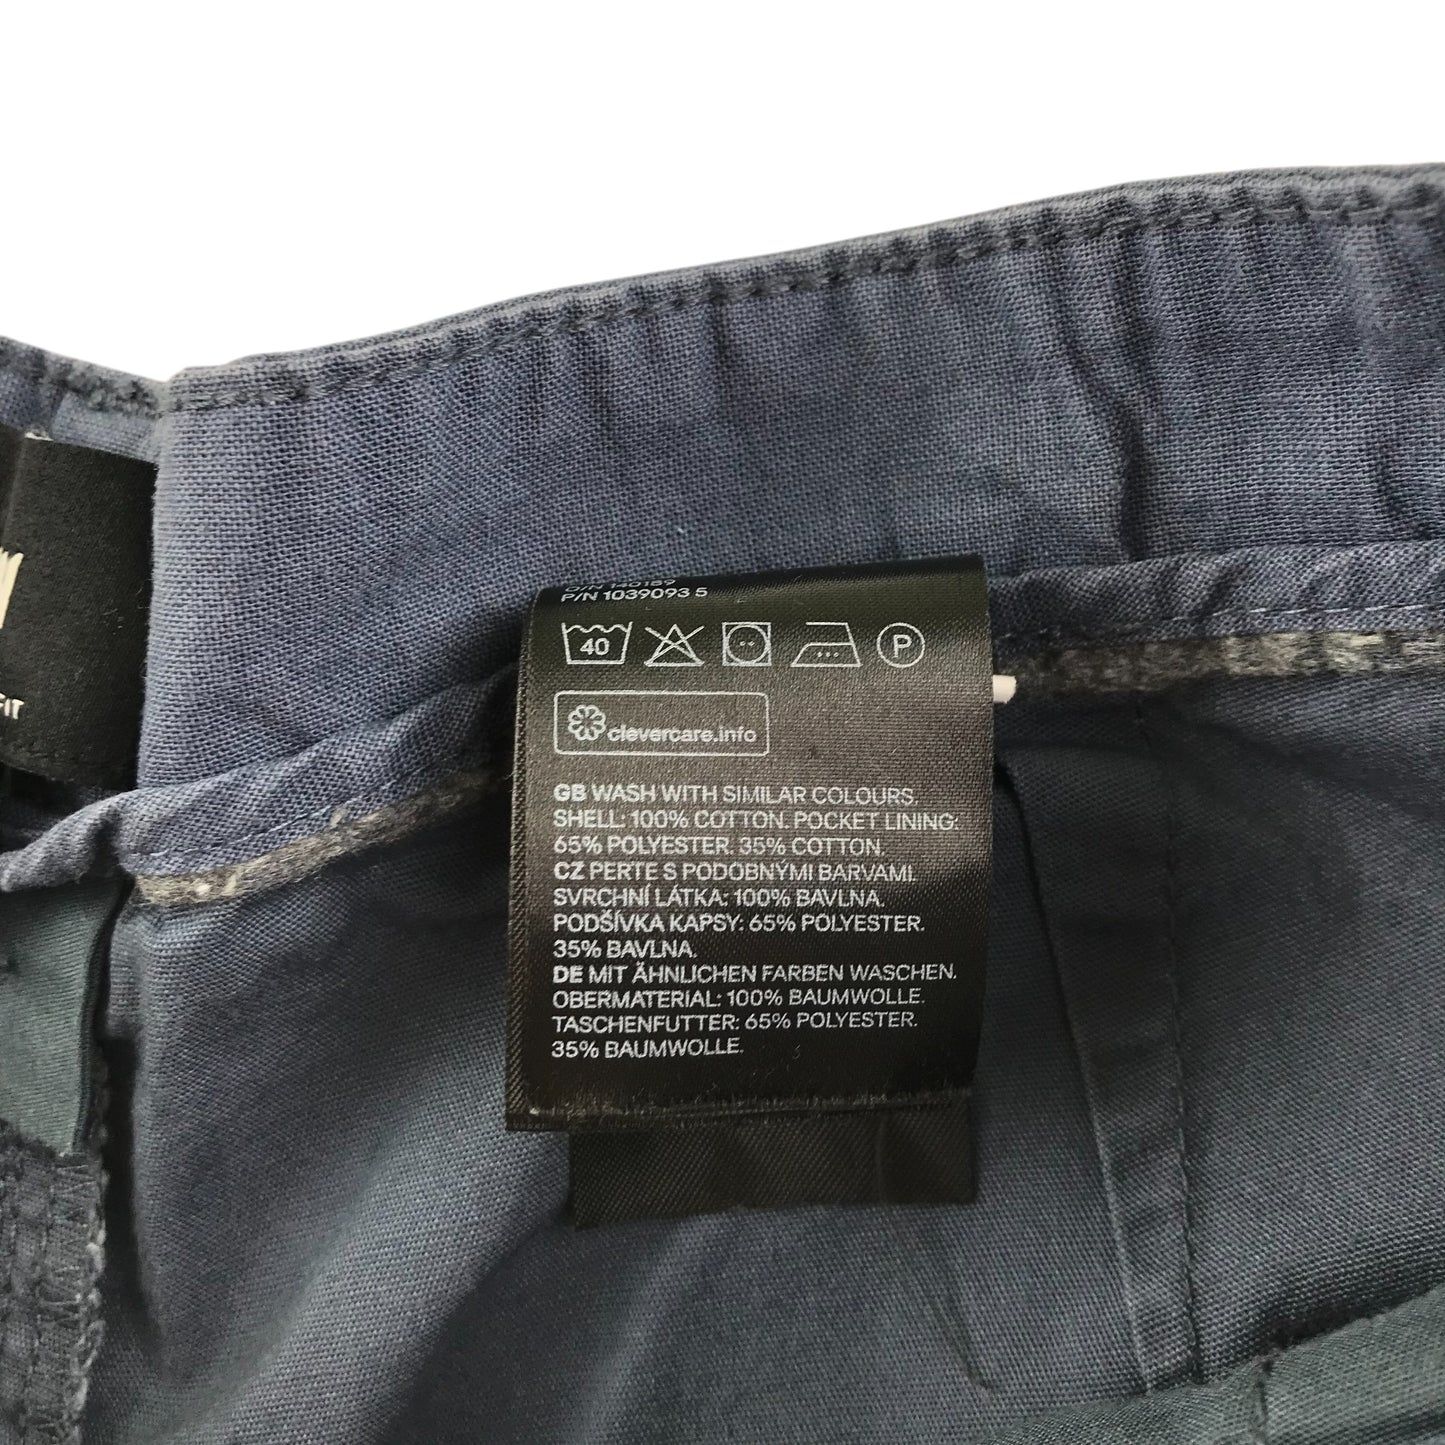 P/N 1039093 5
40
P
clevercare.info
GB WASH WITH SIMILAR COLOURS.
SHELL: 100% COTTON. POCKET LINING:
65% POLYESTER. 35% COTTON.
CZ PERTE S PODOBNÝMI BARVAMI.
SVRCHNÍ LÁTKA: 100% BAVLNA.
PODŠÍVKA KAPSY: 65% POLYESTER.
35% BAVLNA.
DE MIT ÄHNLICHEN FARBEN WASCHEN.
OBERMATERIAL: 100% BAUMWOLLE.
TASCHENFUTTER: 65% POLYESTER.
35% BAUMWOLLE.